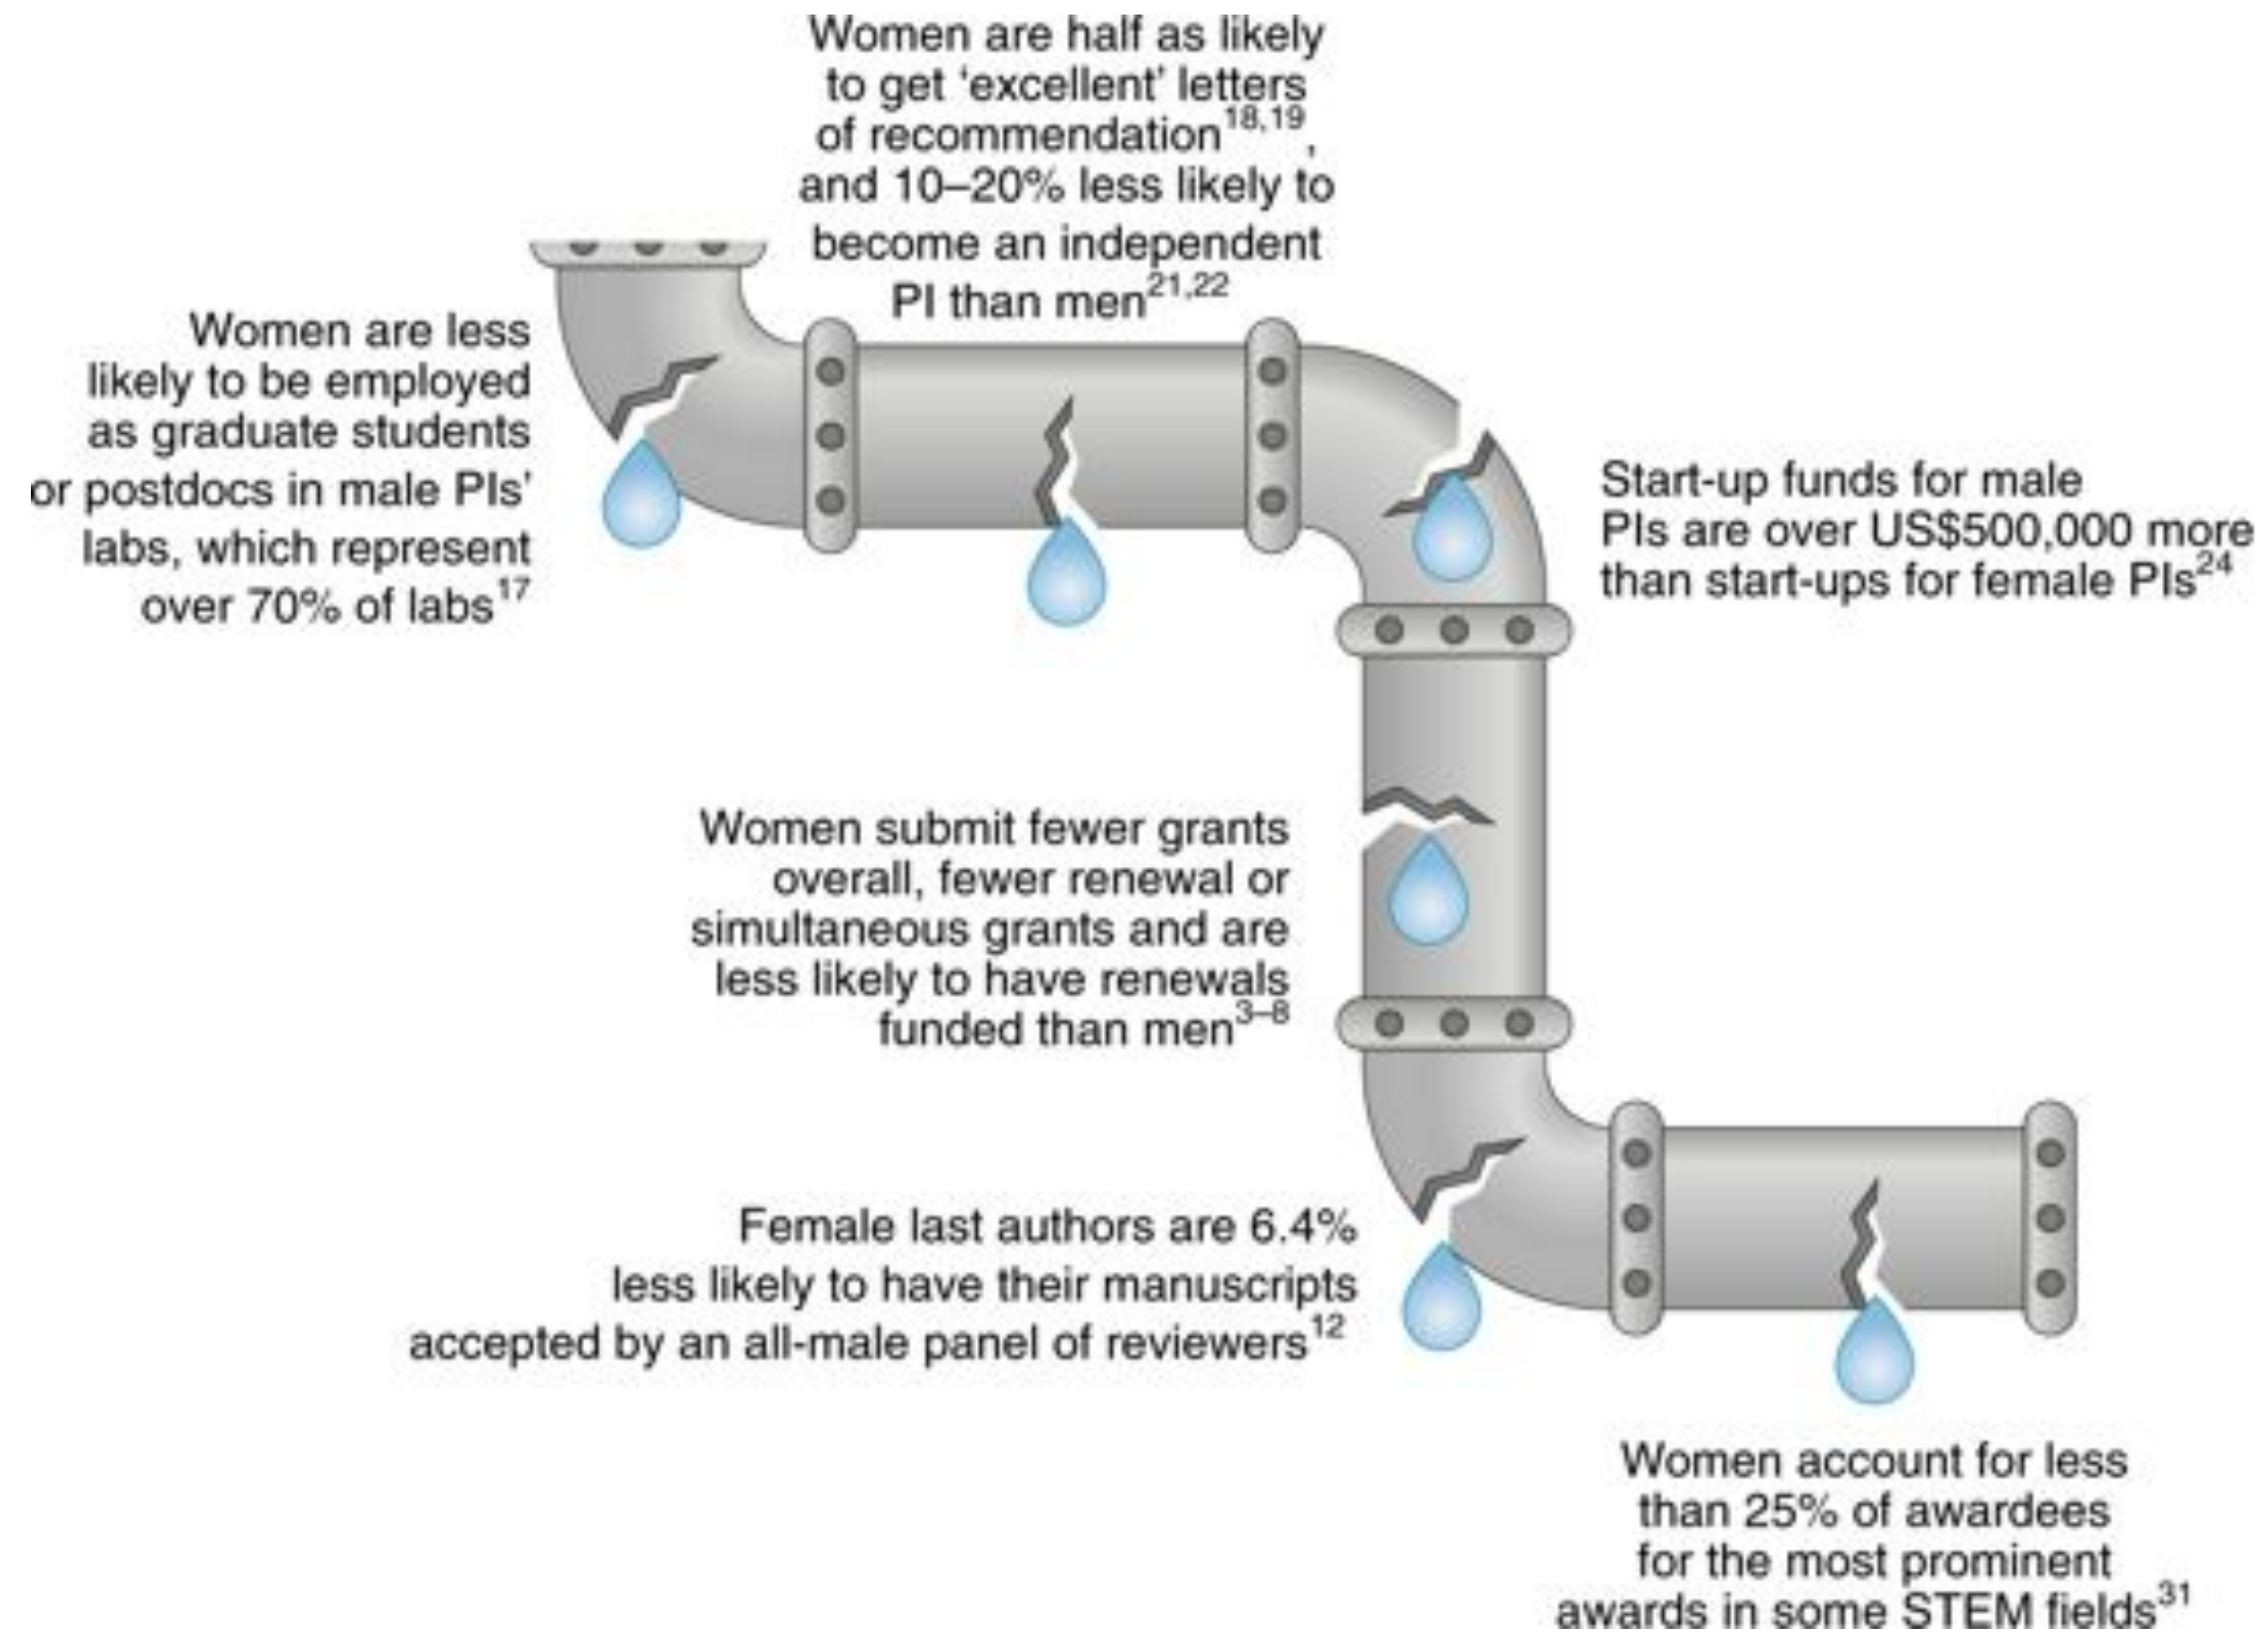 Women are half as likely
to get ‘excellent’ letters
of recommendation18,19,
and 10–20% less likely to
become an independent
PI than men21,22
Women are less
likely to be employed
as graduate students
or postdocs in male PIs’
labs, which represent
over 70% of labs17
Start-up funds for male
PIs are over US$500,000 more
than start-ups for female PIs24
Women submit fewer grants
overall, fewer renewal or
simultaneous grants and are
less likely to have renewals
funded than men3–8
Female last authors are 6.4%
less likely to have their manuscripts
accepted by an all-male panel of reviewers12
Women account for less
than 25% of awardees
for the most prominent
awards in some STEM fields31